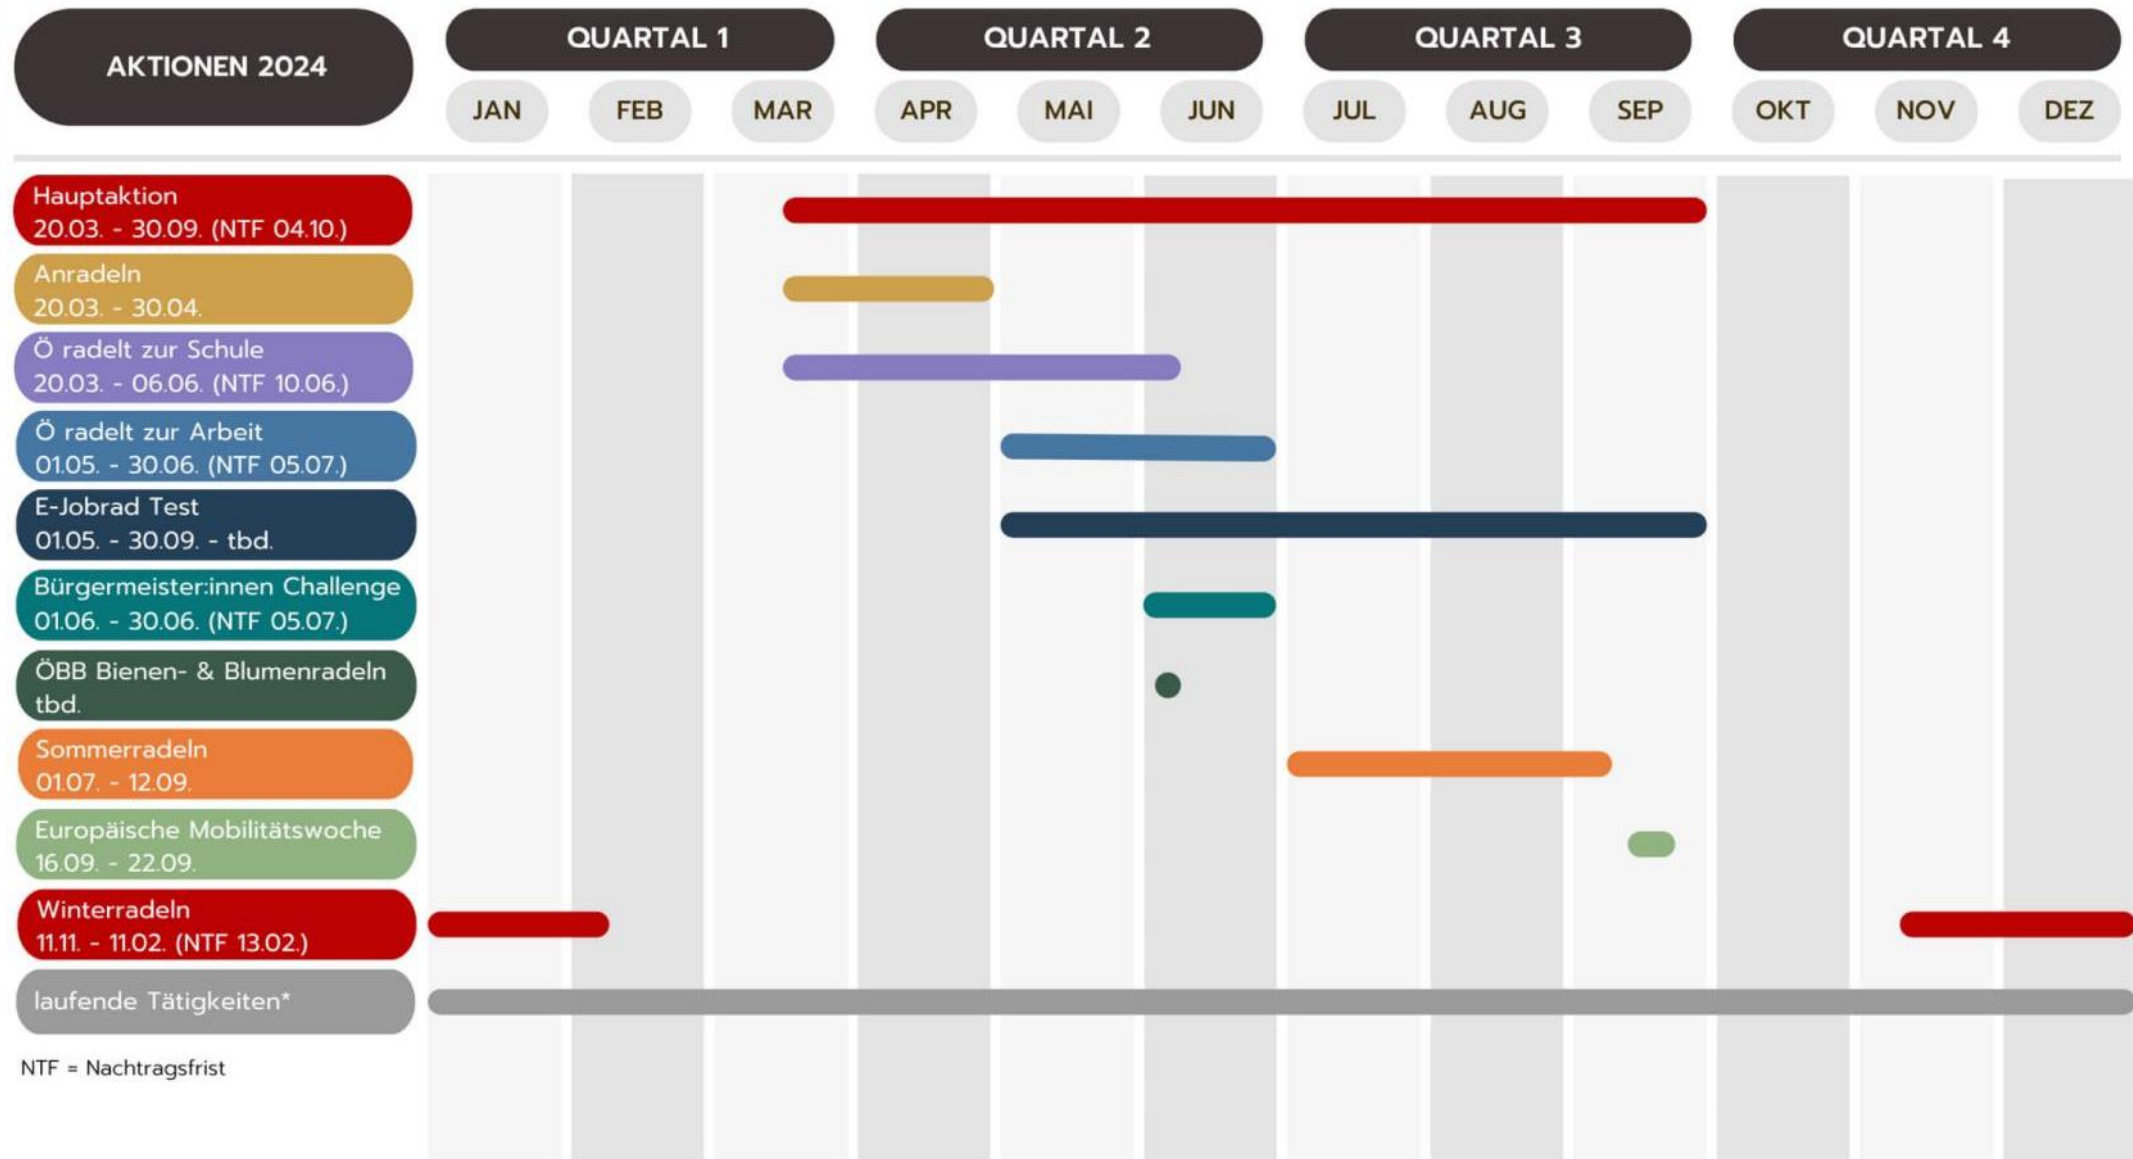 AKTIONEN 2024
QUARTAL 1
QUARTAL 2
QUARTAL 3
QUARTAL 4
JAN
FEB
MAR
APR
MAI
JUN
JUL
AUG
SEP
OKT
NOV
DEZ
Hauptaktion
20.03. - 30.09. (NTF 04.10.)
Anradeln
20.03. - 30.04.
Ö radelt zur Schule
20.03. - 06.06. (NTF 10.06.)
Ö radelt zur Arbeit
01.05. - 30.06. (NTF 05.07.)
E-Jobrad Test
01.05. - 30.09. - tbd.
Bürgermeister:innen Challenge
01.06. - 30.06. (NTF 05.07.)
ÖBB Bienen- & Blumenradeln
tbd.
Sommerradeln
01.07. - 12.09.
Europäische Mobilitätswoche
16.09. - 22.09.
Winterradeln
11.11. - 11.02. (NTF 13.02.)
laufende Tätigkeiten*
NTF = Nachtragsfrist